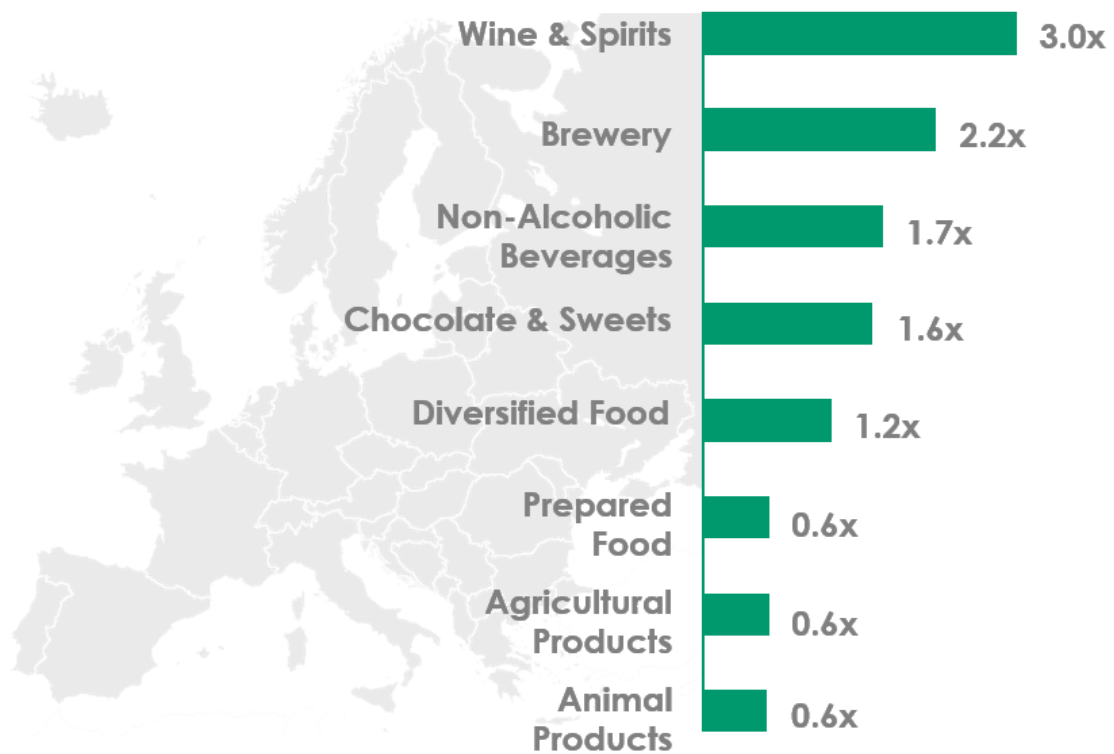 Wine & Spirits
3.0x
Brewery
2.2x
Non-Alcoholic
Beverages
1.7x
Chocolate & Sweets
1.6x
Diversified Food
1.2x
Prepared
Food
0.6x
Agricultural
Products
0.6x
Animal
Products
0.6x